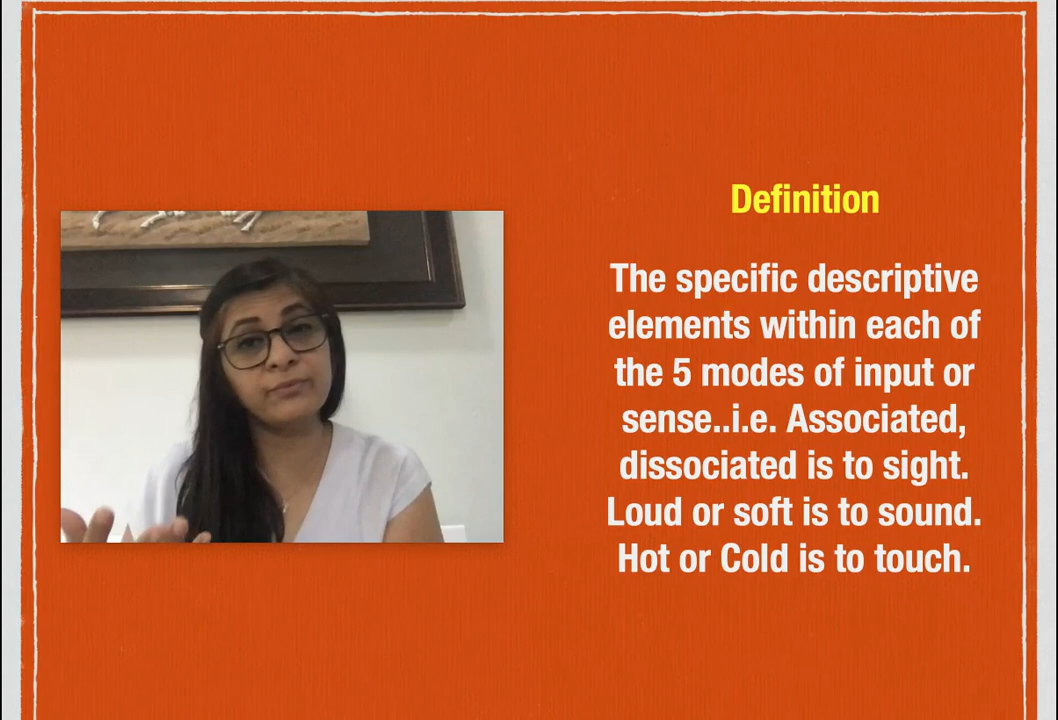 Definition
The specific descriptive
elements within each of
the 5 modes of input or
sense..i.e. Associated,
dissociated is to sight.
Loud or soft is to sound.
Hot or Cold is to touch.